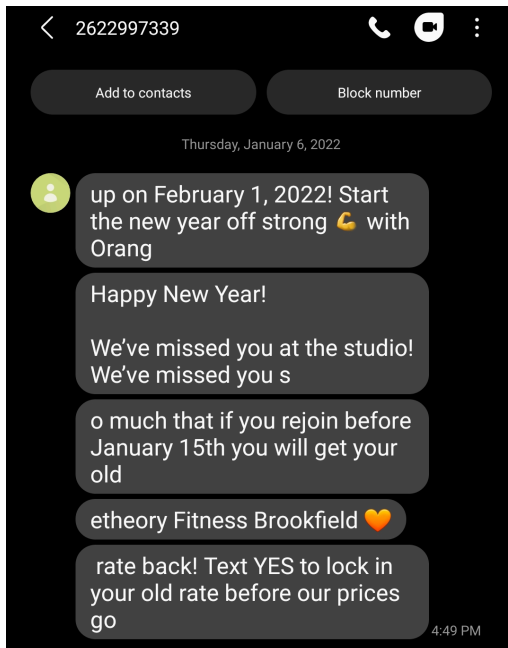 2622997339
Add to contacts
Block number
Thursday, January 6, 2022
up on February 1, 2022! Start
the new year off strong 💪 with
Orang
Happy New Year!
We've missed you at the studio!
We've missed you s
o much that if you rejoin before
January 15th you will get your
old
etheory Fitness Brookfield 🧡
rate back! Text YES to lock in
your old rate before our prices
go
4:49 PM